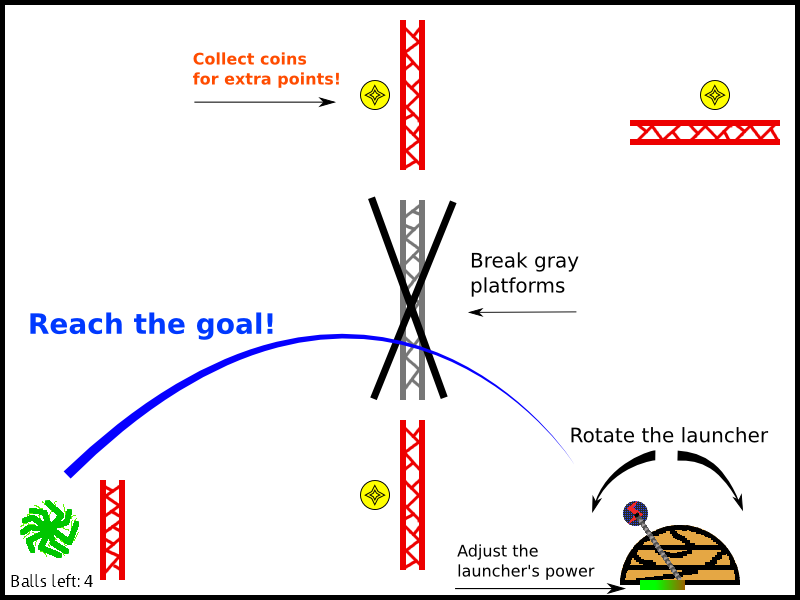 Collect coins
for extra points!
Break gray
platforms
Reach the goal!
Rotate the launcher
Adjust the
launcher's power
Balls left: 4